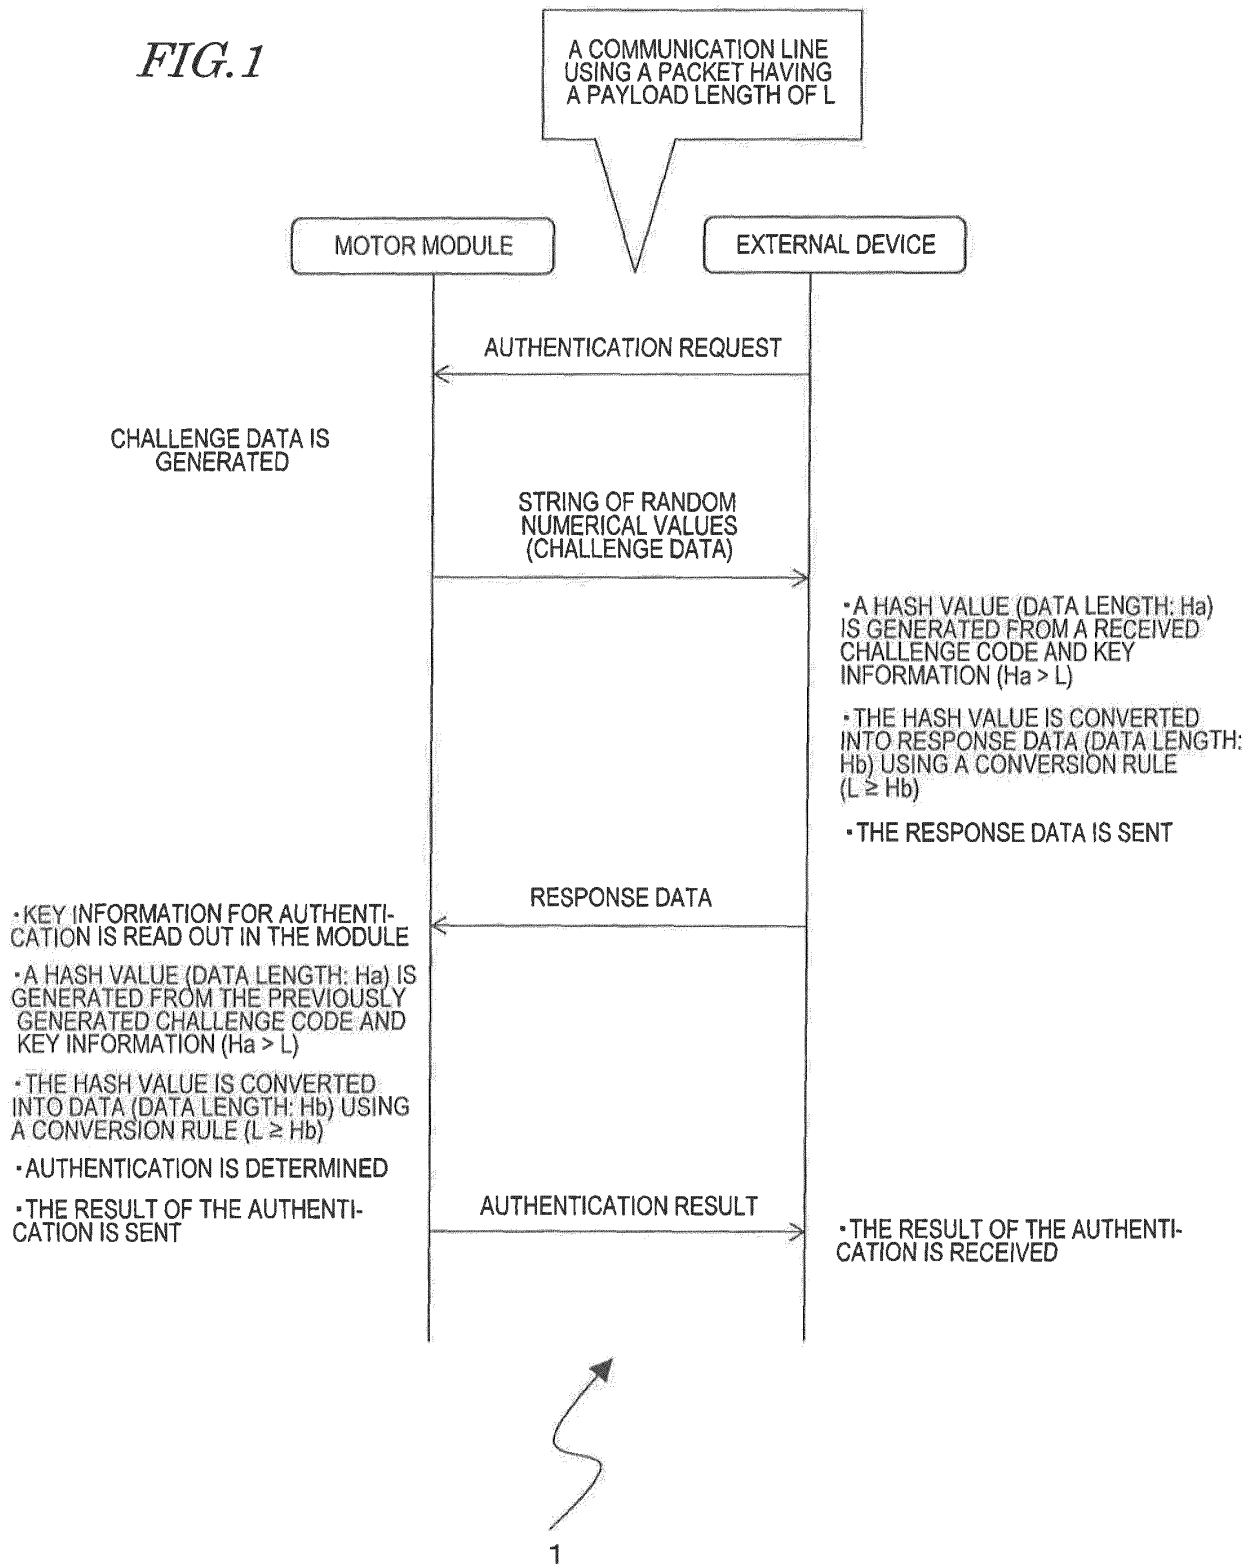 FIG.1
A COMMUNICATION LINE
USING A PACKET HAVING
A PAYLOAD LENGTH OF L
MOTOR MODULE
EXTERNAL DEVICE
AUTHENTICATION REQUEST
CHALLENGE DATA IS
GENERATED
STRING OF RANDOM
NUMERICAL VALUES
(CHALLENGE DATA)
・A HASH VALUE (DATA LENGTH: Ha)
IS GENERATED FROM A RECEIVED
CHALLENGE CODE AND KEY
INFORMATION (Ha > L)
・THE HASH VALUE IS CONVERTED
INTO RESPONSE DATA (DATA LENGTH:
Hb) USING A CONVERSION RULE
(L ≥ Hb)
・THE RESPONSE DATA IS SENT
RESPONSE DATA
・KEY INFORMATION FOR AUTHENTI-
CATION IS READ OUT IN THE MODULE
・A HASH VALUE (DATA LENGTH: Ha) IS
GENERATED FROM THE PREVIOUSLY
GENERATED CHALLENGE CODE AND
KEY INFORMATION (Ha > L)
・THE HASH VALUE IS CONVERTED
INTO DATA (DATA LENGTH: Hb) USING
A CONVERSION RULE (L ≥ Hb)
・AUTHENTICATION IS DETERMINED
・THE RESULT OF THE AUTHENTI-
CATION IS SENT
AUTHENTICATION RESULT
・THE RESULT OF THE AUTHENTI-
CATION IS RECEIVED
1